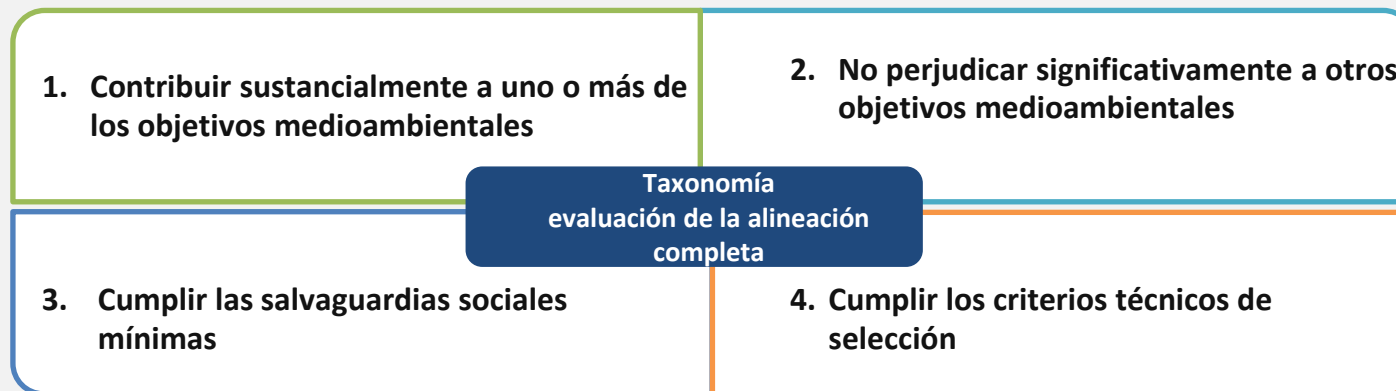 1. Contribuir sustancialmente a uno o más de
los objetivos medioambientales
2. No perjudicar significativamente a otros
objetivos medioambientales
Taxonomía
evaluación de la alineación
completa
3. Cumplir las salvaguardias sociales
mínimas
4. Cumplir los criterios técnicos de
selección